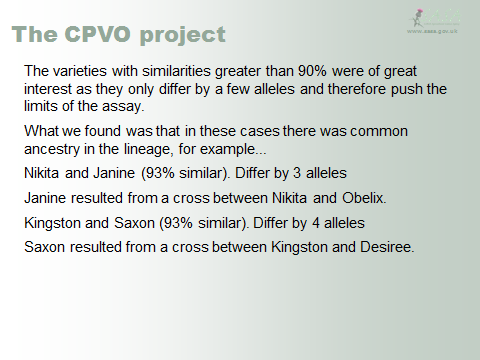 The CPVO project
www.sasa.gov.uk
The varieties with similarities greater than 90% were of great
interest as they only differ by a few alleles and therefore push the
limits of the assay.
What we found was that in these cases there was common
ancestry in the lineage, for example...
Nikita and Janine (93% similar). Differ by 3 alleles
Janine resulted from a cross between Nikita and Obelix.
Kingston and Saxon (93% similar). Differ by 4 alleles
Saxon resulted from a cross between Kingston and Desiree.